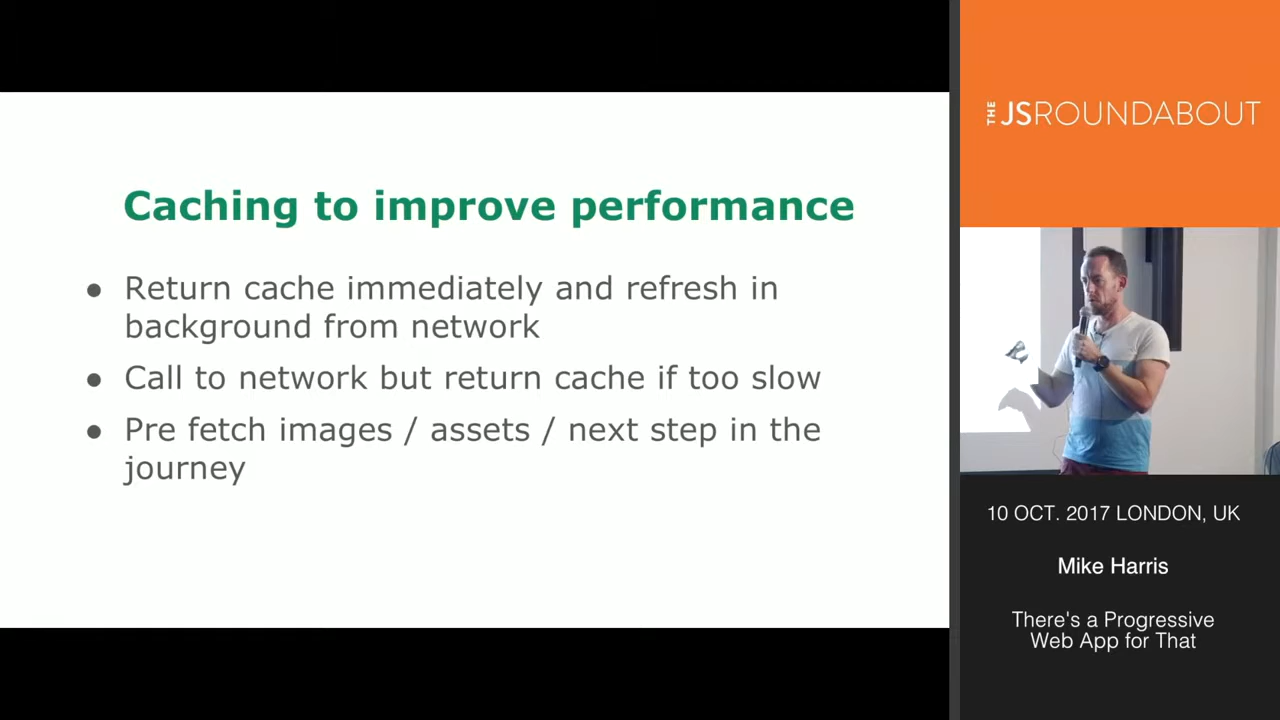 Caching to improve performance
● Return cache immediately and refresh in
background from network
● Call to network but return cache if too slow
● Pre fetch images / assets / next step in the
journey
THE JSROUNDABOUT
10 OCT. 2017 LONDON, UK
Mike Harris
There's a Progressive
Web App for That